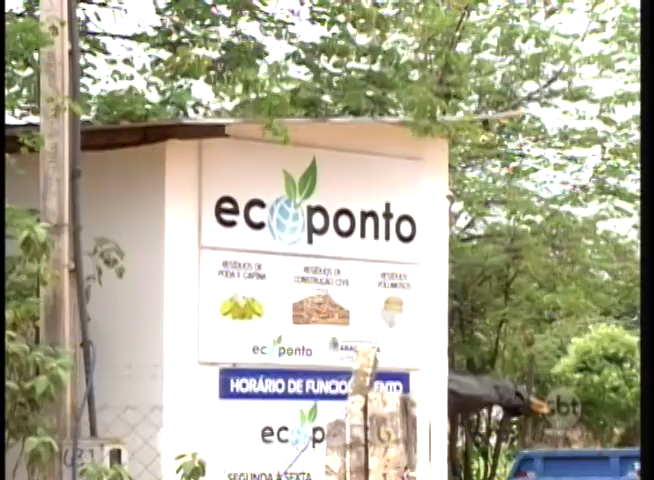 ecoponto
RESÍDUOS DE
PODA E CAPINA
RESÍDUOS DE
CONSTRUÇÃO CIVIL
RESÍDUOS
VOLUMOSOS
ecoponto
HORÁRIO DE FUNCIO ENTO
ecop
SEGUNDA À SEXTA
sbt